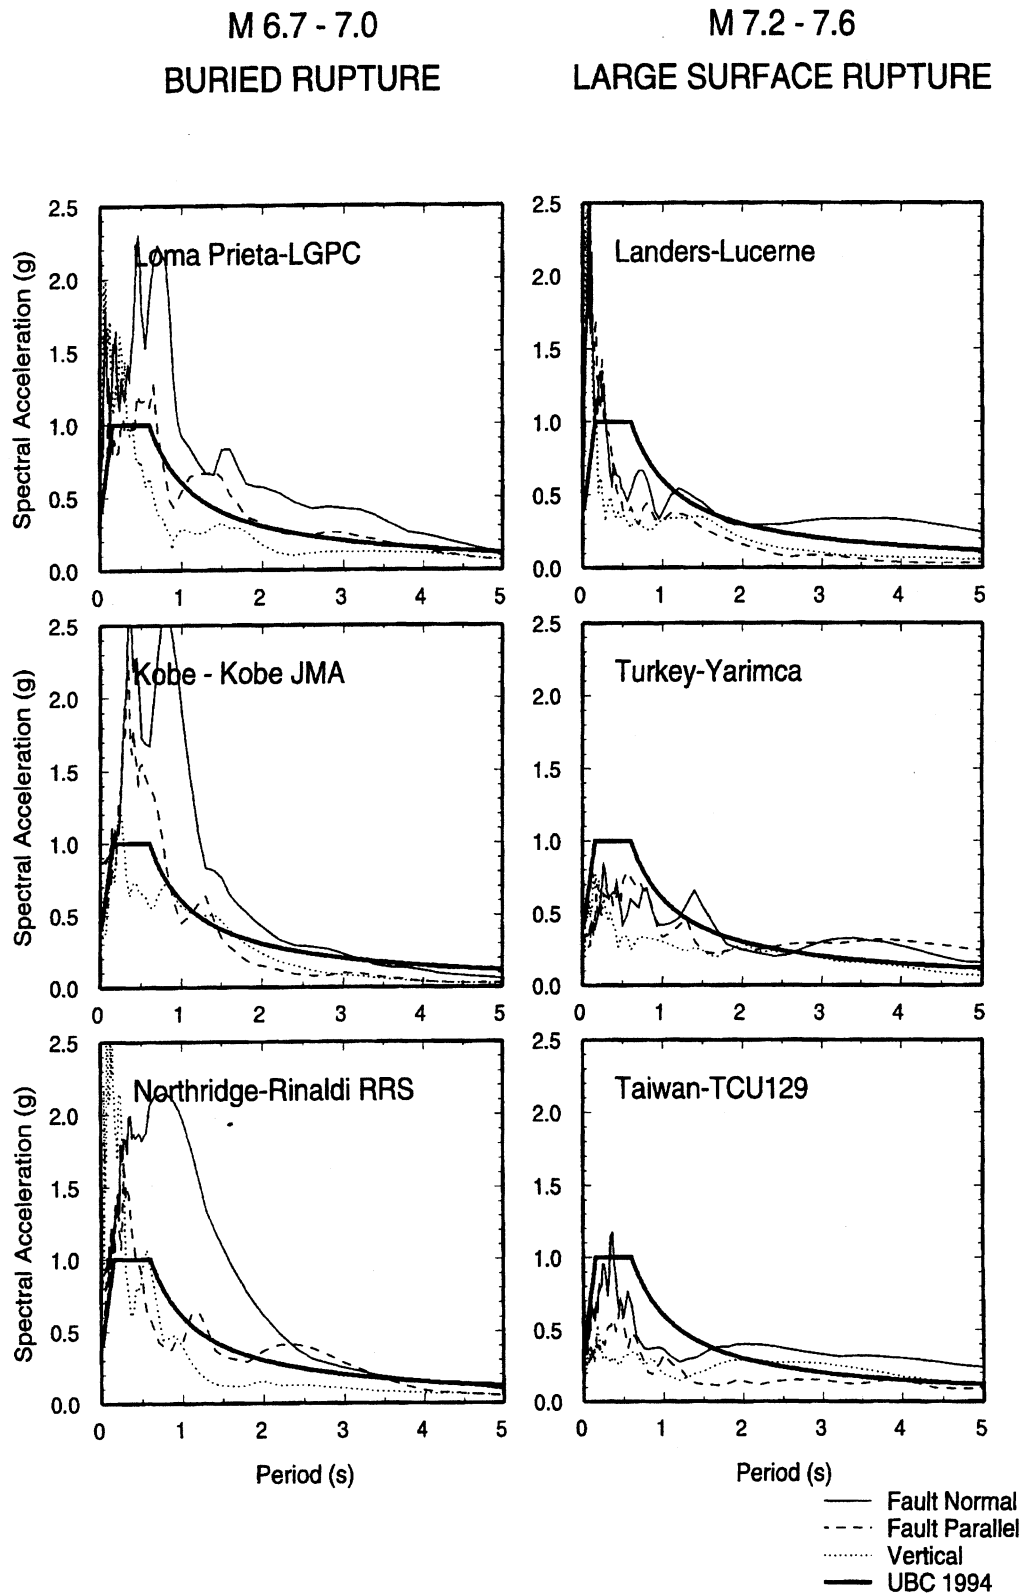 M 6.7 - 7.0
BURIED RUPTURE
M 7.2 - 7.6
LARGE SURFACE RUPTURE
Spectral Acceleration (g)
2.5
2.0
1.5
1.0
0.5
0.0
Loma Prieta-LGPC
0 1 2 3 4 5
2.5
2.0
1.5
1.0
0.5
0.0
Landers-Lucerne
0 1 2 3 4 5
Spectral Acceleration (g)
2.5
2.0
1.5
1.0
0.5
0.0
Kobe - Kobe JMA
0 1 2 3 4 5
2.5
2.0
1.5
1.0
0.5
0.0
Turkey-Yarimca
0 1 2 3 4 5
Spectral Acceleration (g)
2.5
2.0
1.5
1.0
0.5
0.0
Northridge-Rinaldi RRS
0 1 2 3 4 5
Period (s)
2.5
2.0
1.5
1.0
0.5
0.0
Taiwan-TCU129
0 1 2 3 4 5
Period (s)
Fault Normal
Fault Parallel
Vertical
UBC 1994